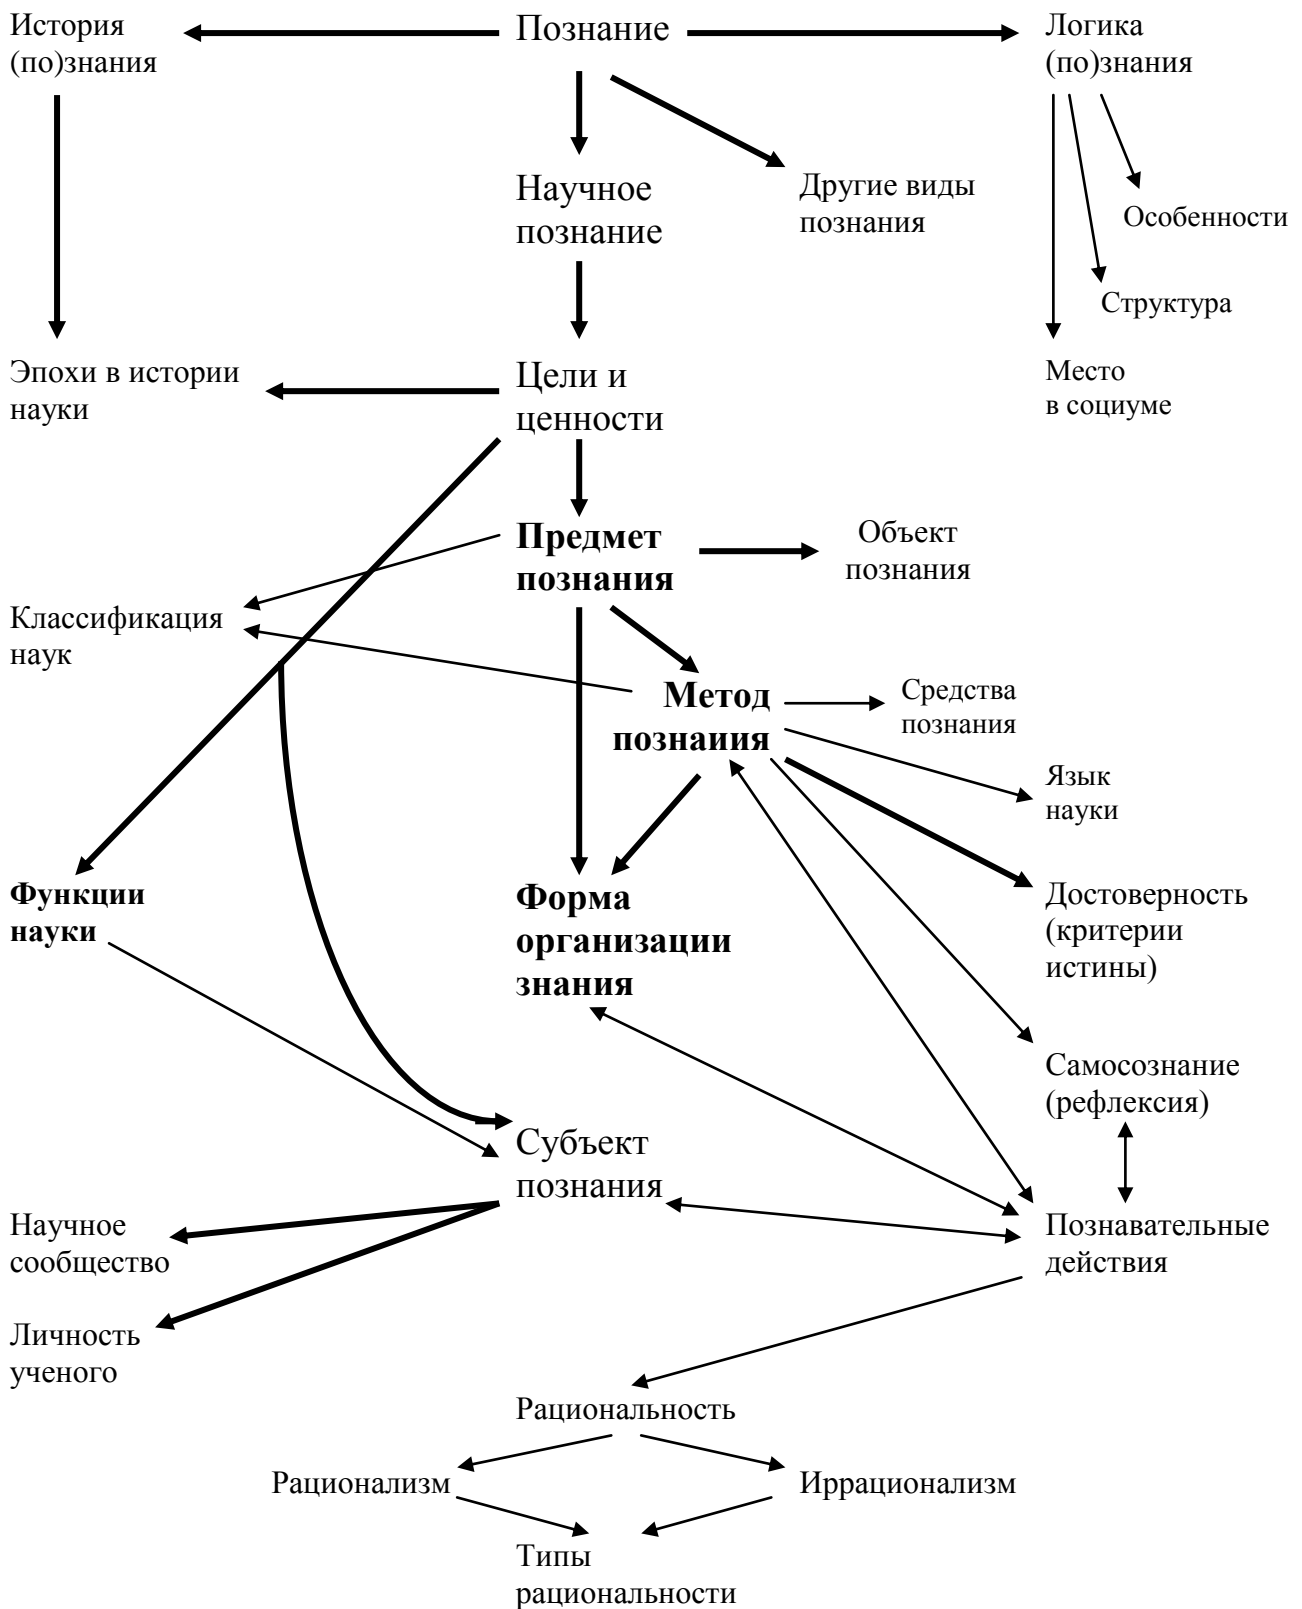 История
(по)знания
Познание
Логика
(по)знания
Научное
познание
Другие виды
познания
Особенности
Структура
Эпохи в истории
науки
Цели и
ценности
Место
в социуме
Предмет
познания
Объект
познания
Классификация
наук
Метод
познаиия
Средства
познания
Язык
науки
Функции
науки
Форма
организации
знания
Достоверность
(критерии
истины)
Самосознание
(рефлексия)
Субъект
познания
Научное
сообщество
Познавательные
действия
Личность
ученого
Рациональность
Рационализм
Иррационализм
Типы
рациональности